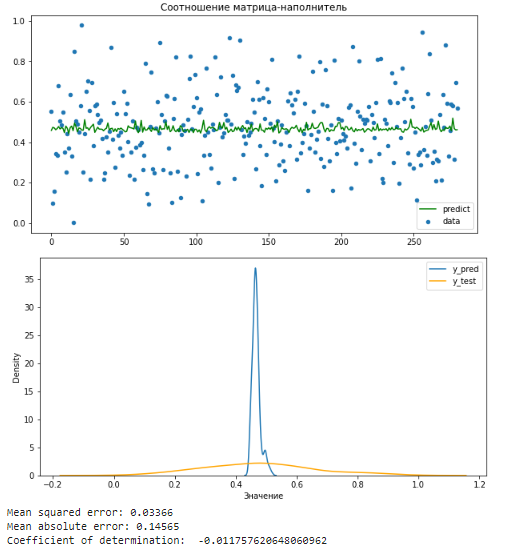 Соотношение матрица-наполнитель
1.0
0.8
0.6
0.4
0.2
0.0
predict
data
0 50 100 150 200 250
y_pred
y_test
35
30
25
20
15
10
5
0
Density
−0.2 0.0 0.2 0.4 0.6 0.8 1.0 1.2
Значение
Mean squared error: 0.03366
Mean absolute error: 0.14565
Coefficient of determination: -0.011757620648060962